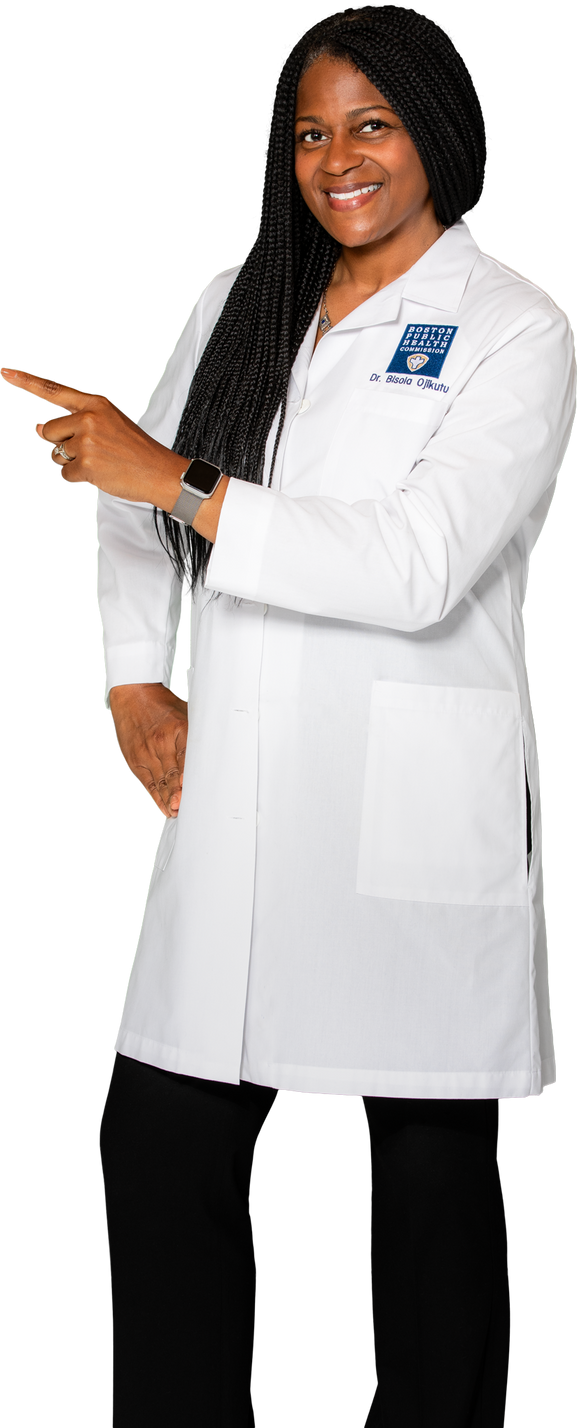 BOSTON
PUBLIC
HEALTH
COMMISSION
Dr. Bisola Ojikutu